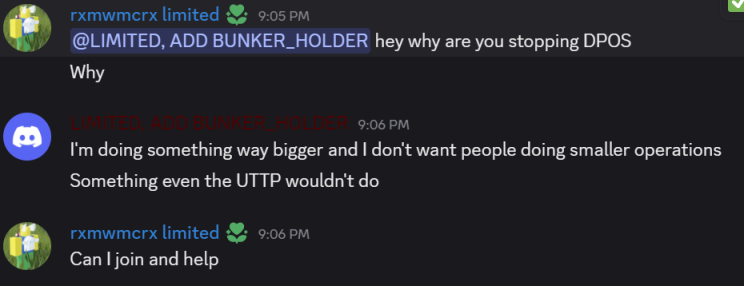 rxmwmcrx limited 9:05 PM
@LIMITED, ADD BUNKER_HOLDER hey why are you stopping DPOS
Why
LIMITED, ADD BUNKER_HOLDER 9:06 PM
I'm doing something way bigger and I don't want people doing smaller operations
Something even the UTTP wouldn't do
rxmwmcrx limited 9:06 PM
Can I join and help